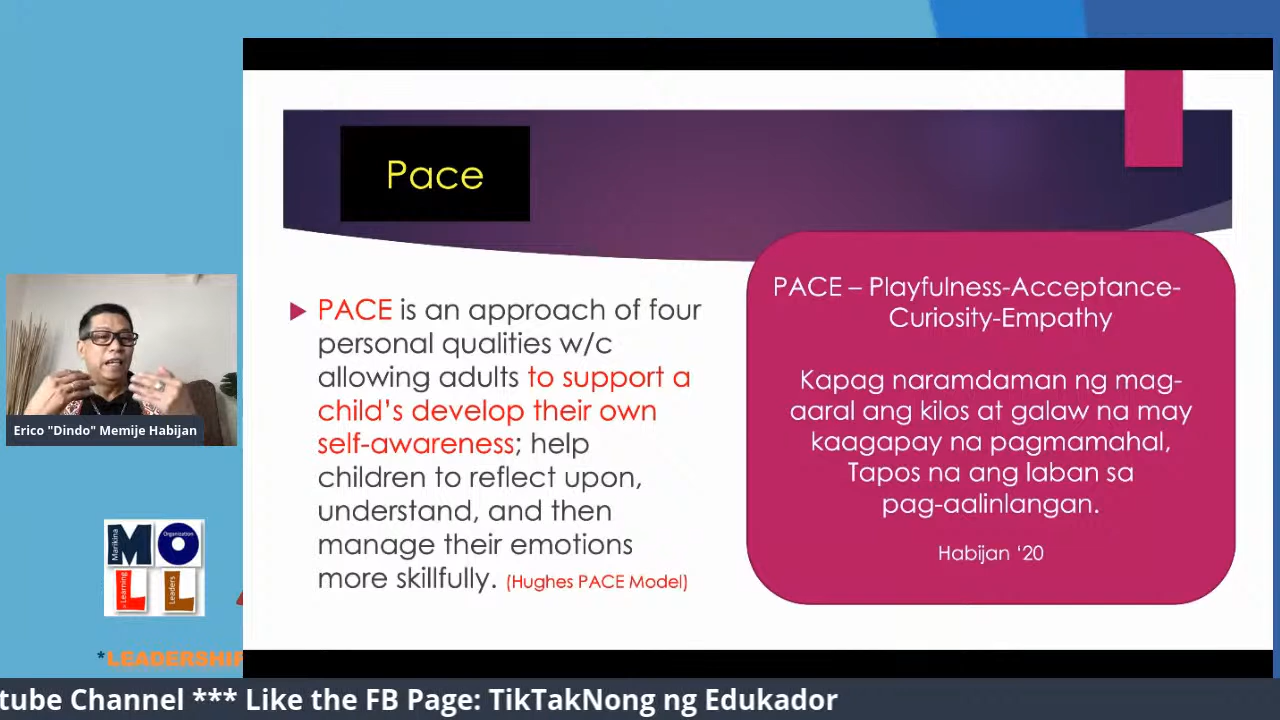 Pace
PACE is an approach of four
personal qualities w/c
allowing adults to support a
child's develop their own
self-awareness; help
children to reflect upon,
understand, and then
manage their emotions
more skillfully. (Hughes PACE Model)
PACE – Playfulness-Acceptance-
Curiosity-Empathy
Kapag naramdaman ng mag-
aaral ang kilos at galaw na may
kaagapay na pagmamahal,
Tapos na ang laban sa
pag-aalinlangan.
Habijan ‘20
Erico "Dindo" Memije Habijan
Marikina
M
Organization
O
of Learning
L
Leaders
L
*LEADERSHIP
tube Channel *** Like the FB Page: TikTakNong ng Edukador